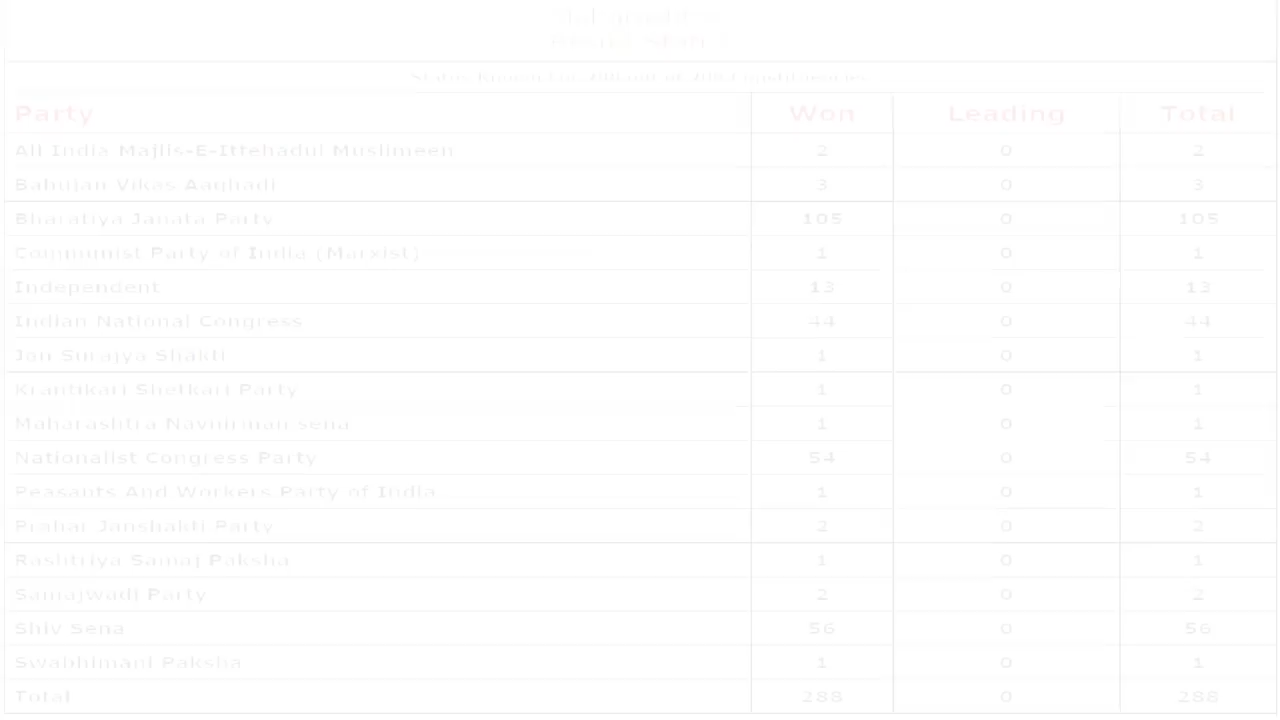 Party Won Leading Total
All India Majlis-E-Ittehadul Muslimeen 2 0 2
Bahujan Vikas Aaghadi 3 0 3
Bharatiya Janata Party 105 0 105
Communist Party of India (Marxist) 1 0 1
Independent 13 0 13
Indian National Congress 44 0 44
Jan Surajya Shakti 1 0 1
Krantikari Shetkari Party 1 0 1
Maharashtra Navnirman sena 1 0 1
Nationalist Congress Party 54 0 54
Peasants And Workers Party of India 1 0 1
Prahar Janshakti Party 2 0 2
Rashtriya Samaj Paksha 1 0 1
Samajwadi Party 2 0 2
Shiv Sena 56 0 56
Swabhimani Paksha 1 0 1
Total 288 0 288